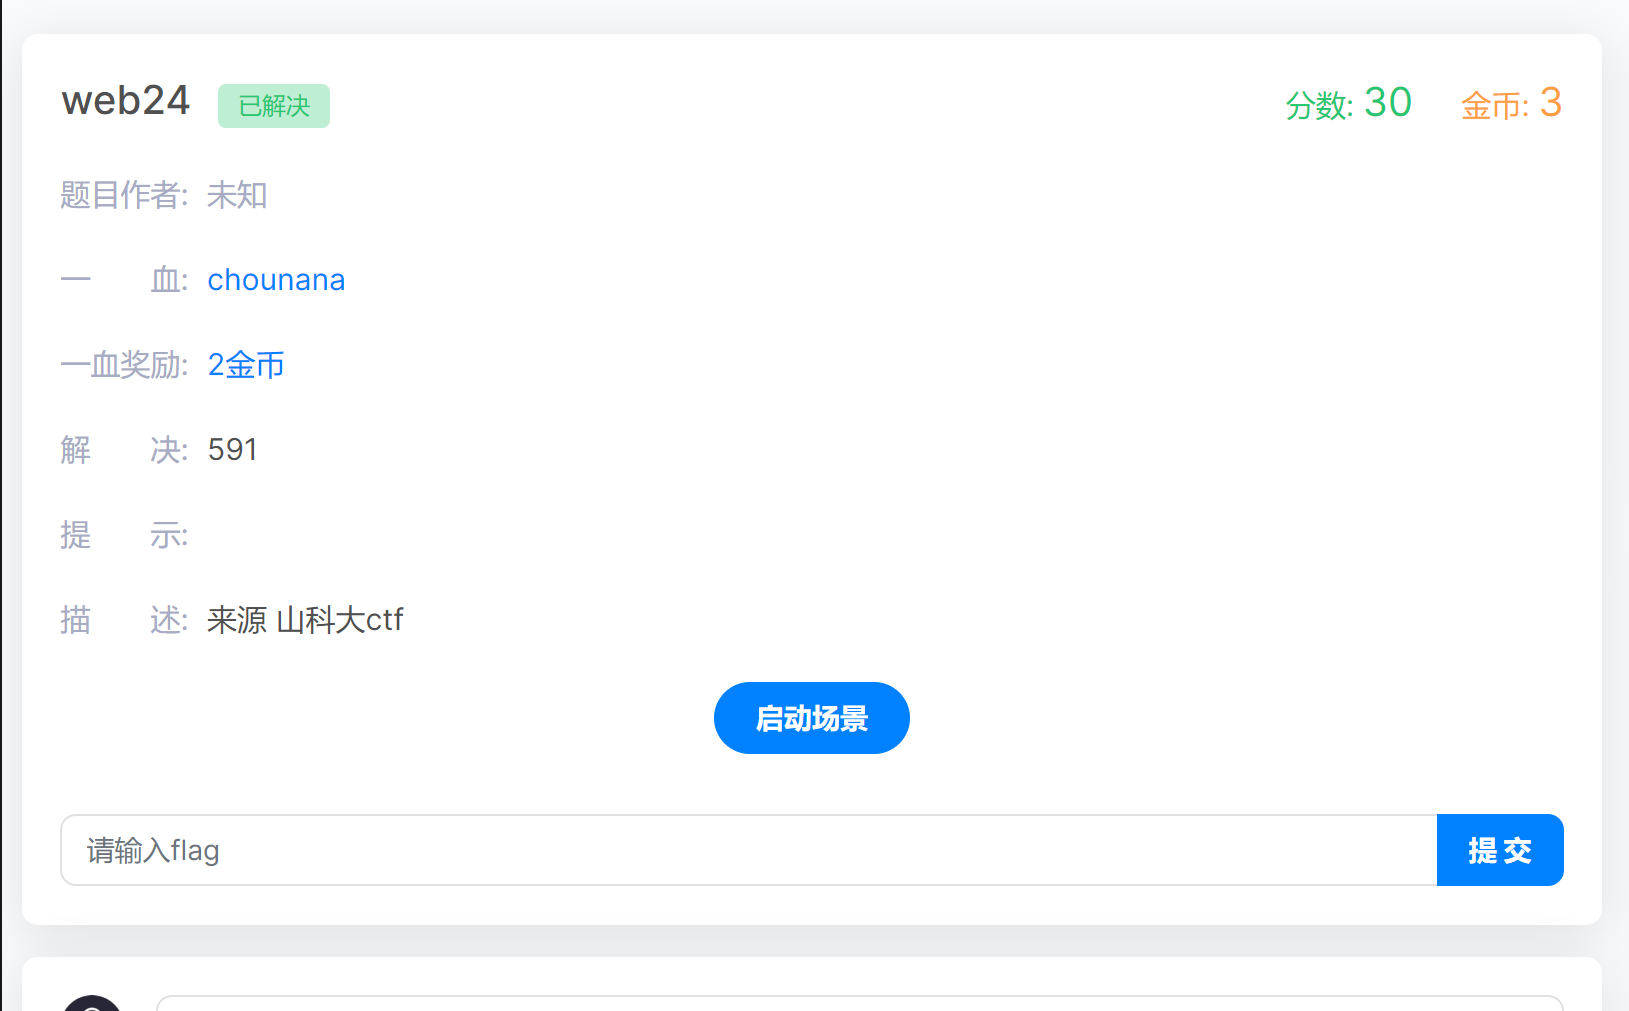 web24 已解决 分数: 30 金币: 3
题目作者: 未知
一 血: chounana
一血奖励: 2金币
解 决: 591
提 示:
描 述: 来源 山科大ctf
启动场景
请输入flag 提 交